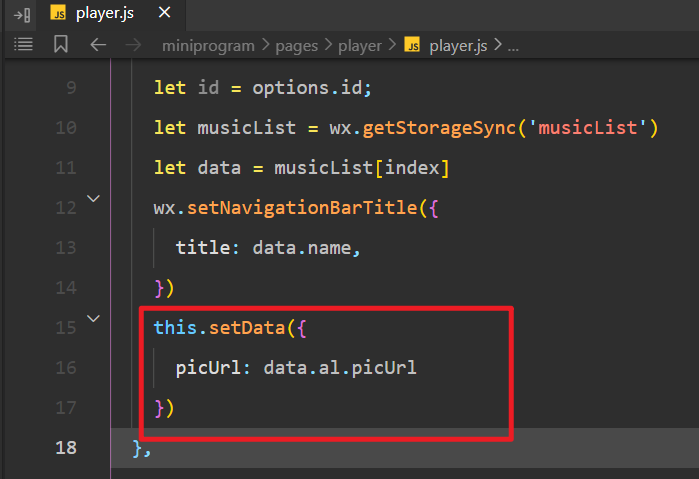 JS player.js ×
miniprogram > pages > player > JS player.js > ...
9 let id = options.id;
10 let musicList = wx.getStorageSync('musicList')
11 let data = musicList[index]
12 wx.setNavigationBarTitle({
13 title: data.name,
14 })
15 this.setData({
16 picUrl: data.al.picUrl
17 })
18 },